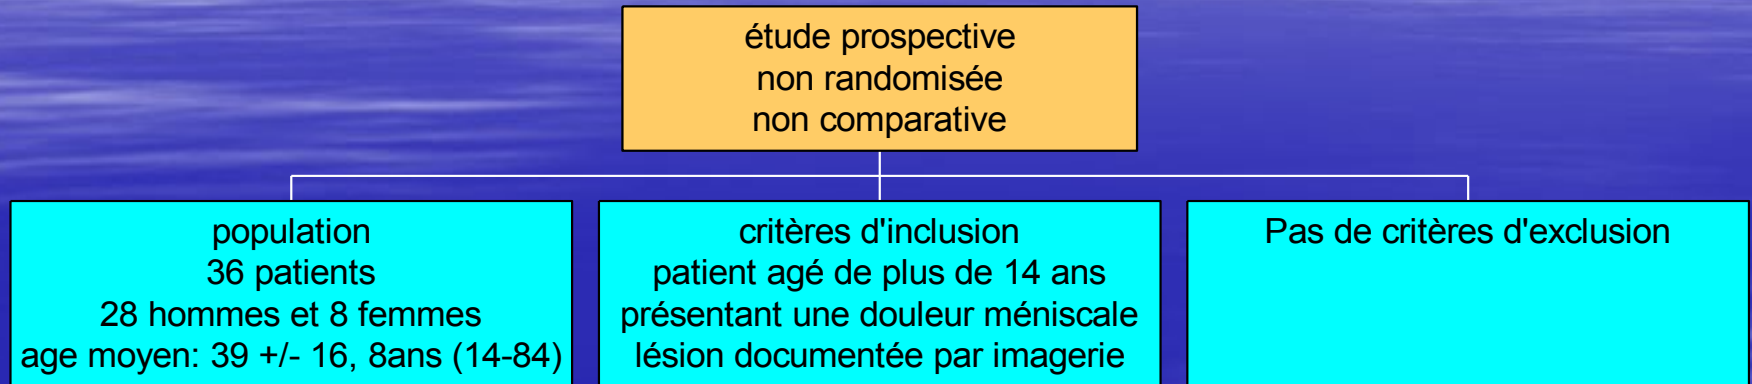 étude prospective
non randomisée
non comparative
population
36 patients
28 hommes et 8 femmes
age moyen: 39 +/- 16, 8ans (14-84)
critères d'inclusion
patient agé de plus de 14 ans
présentant une douleur méniscale
lésion documentée par imagerie
Pas de critères d'exclusion